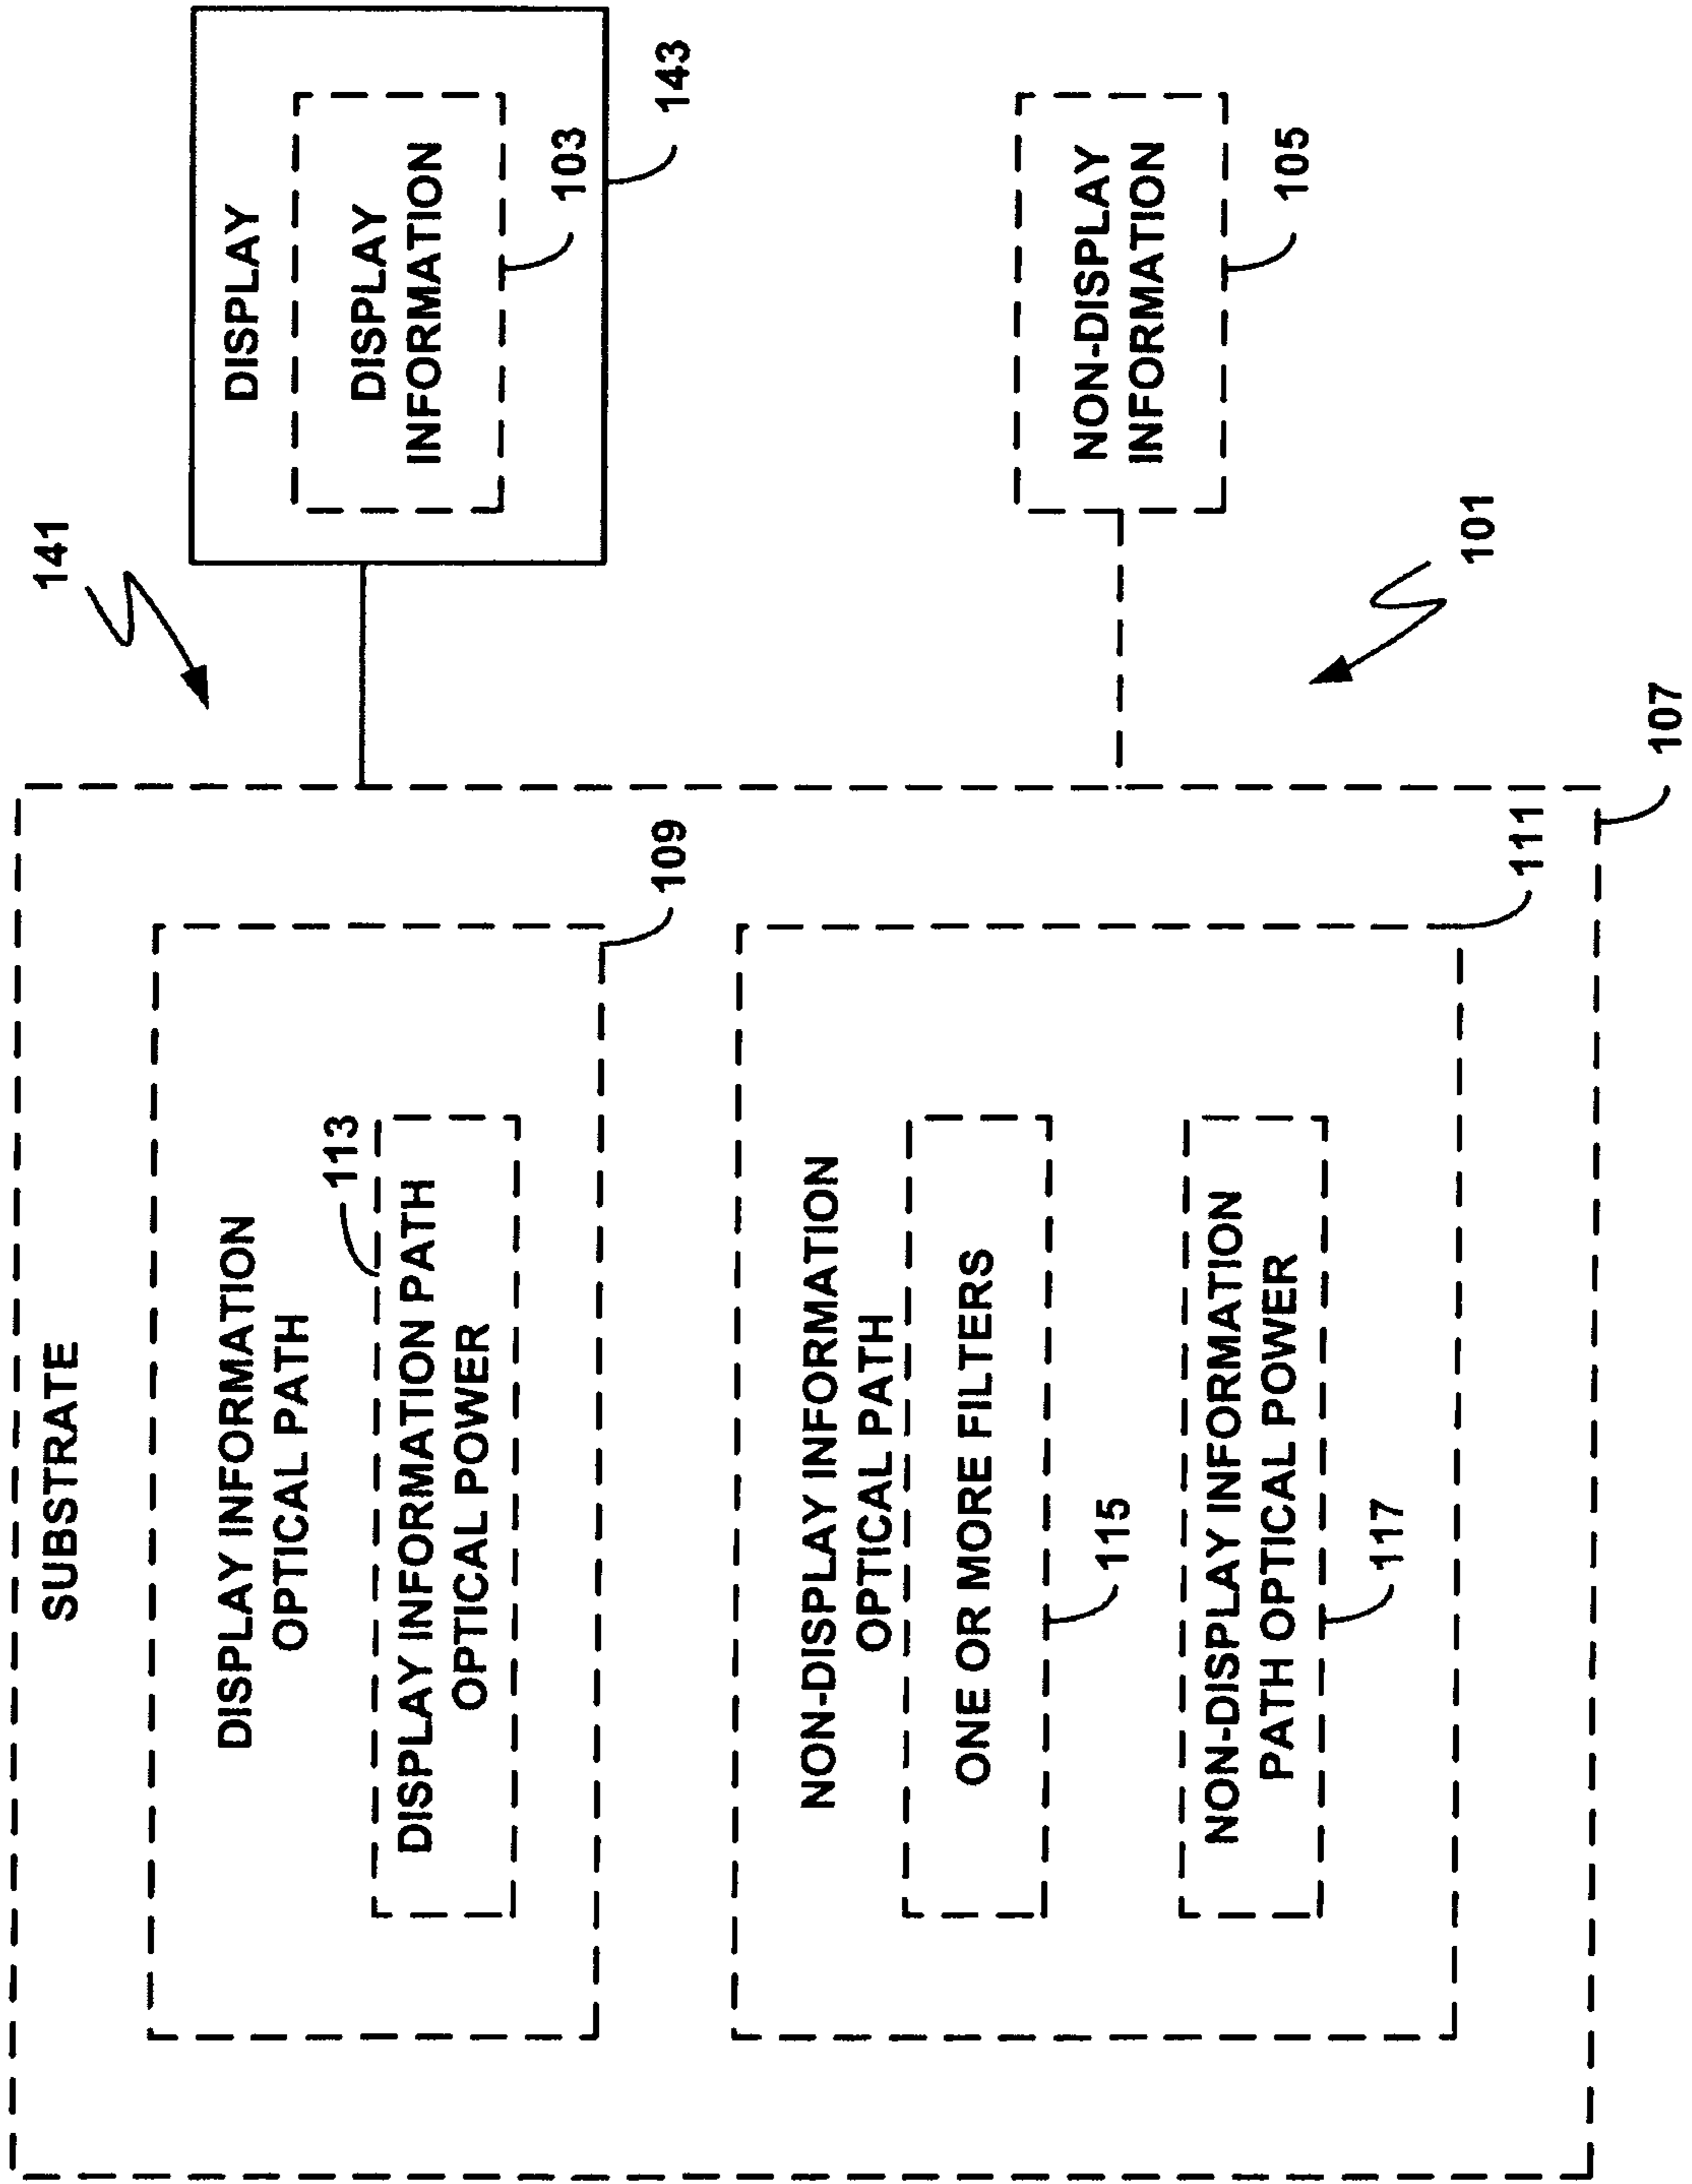 SUBSTRATE
DISPLAY INFORMATION
OPTICAL PATH
113
DISPLAY INFORMATION PATH
OPTICAL POWER
109
NON-DISPLAY INFORMATION
OPTICAL PATH
ONE OR MORE FILTERS
115
NON-DISPLAY INFORMATION
PATH OPTICAL POWER
117
111
107
141
DISPLAY
DISPLAY
INFORMATION
103
143
NON-DISPLAY
INFORMATION
105
101